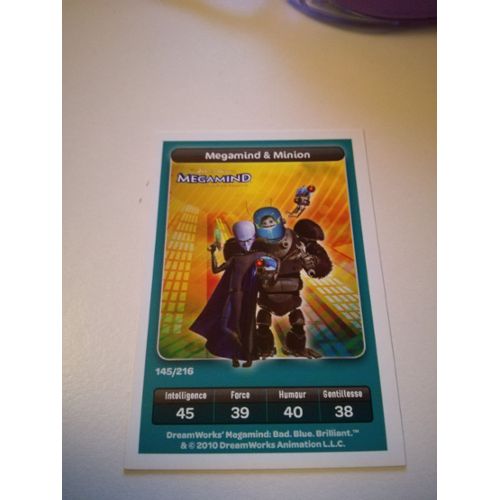 Megamind & Minion
MEGAMIND
145/216
Intelligence Force Humour Gentillesse
45 39 40 38
DreamWorks' Megamind: Bad. Blue. Brilliant.™
& © 2010 DreamWorks Animation L.L.C.